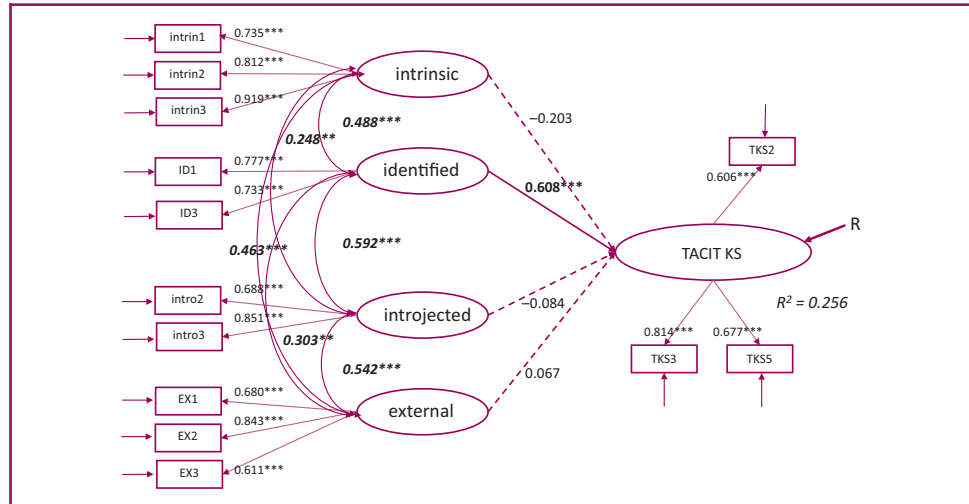 intrin1
0.735***
intrin2
0.812***
intrin3
0.919***
intrinsic
0.488***
0.248**
−0.203
ID1
0.777***
ID3
0.733***
identified
0.608***
TKS2
0.606***
R
TACIT KS
R² = 0.256
0.463***
0.592***
intro2
0.688***
intro3
0.851***
introjected
−0.084
0.303**
0.542***
0.067
0.814***
0.677***
TKS3
TKS5
EX1
0.680***
EX2
0.843***
EX3
0.611***
external